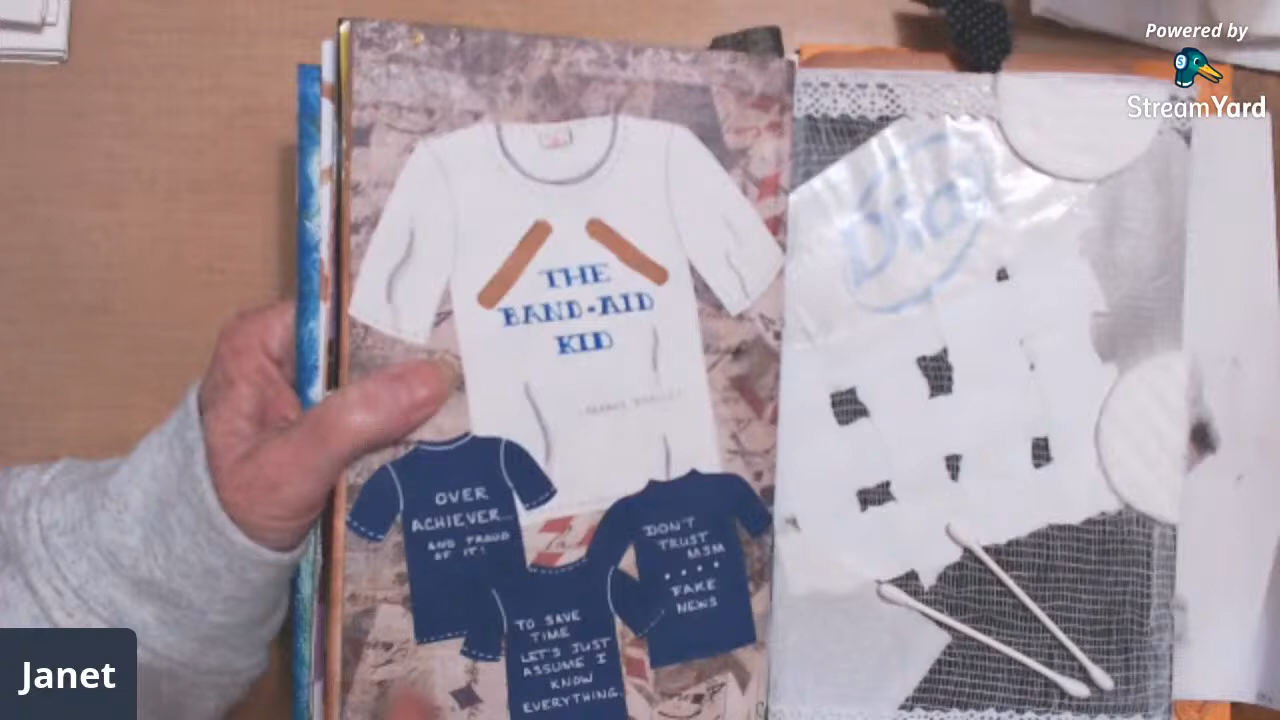 Powered by
StreamYard
THE
BAND-AID
KID
OVER
ACHIEVER...
AND PROUD
OF IT!
DON'T
TRUST
MSM
....
FAKE
NEWS
TO SAVE
TIME
LET'S JUST
ASSUME I
KNOW
EVERYTHING.
Dial
Janet